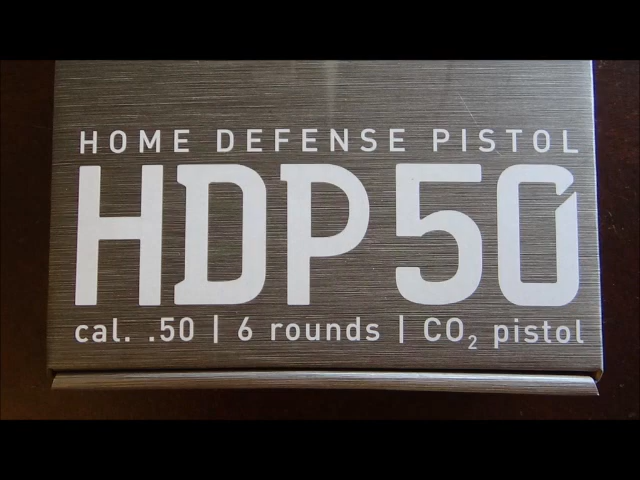 HOME DEFENSE PISTOL
HDP 50
cal. .50 | 6 rounds | CO₂ pistol